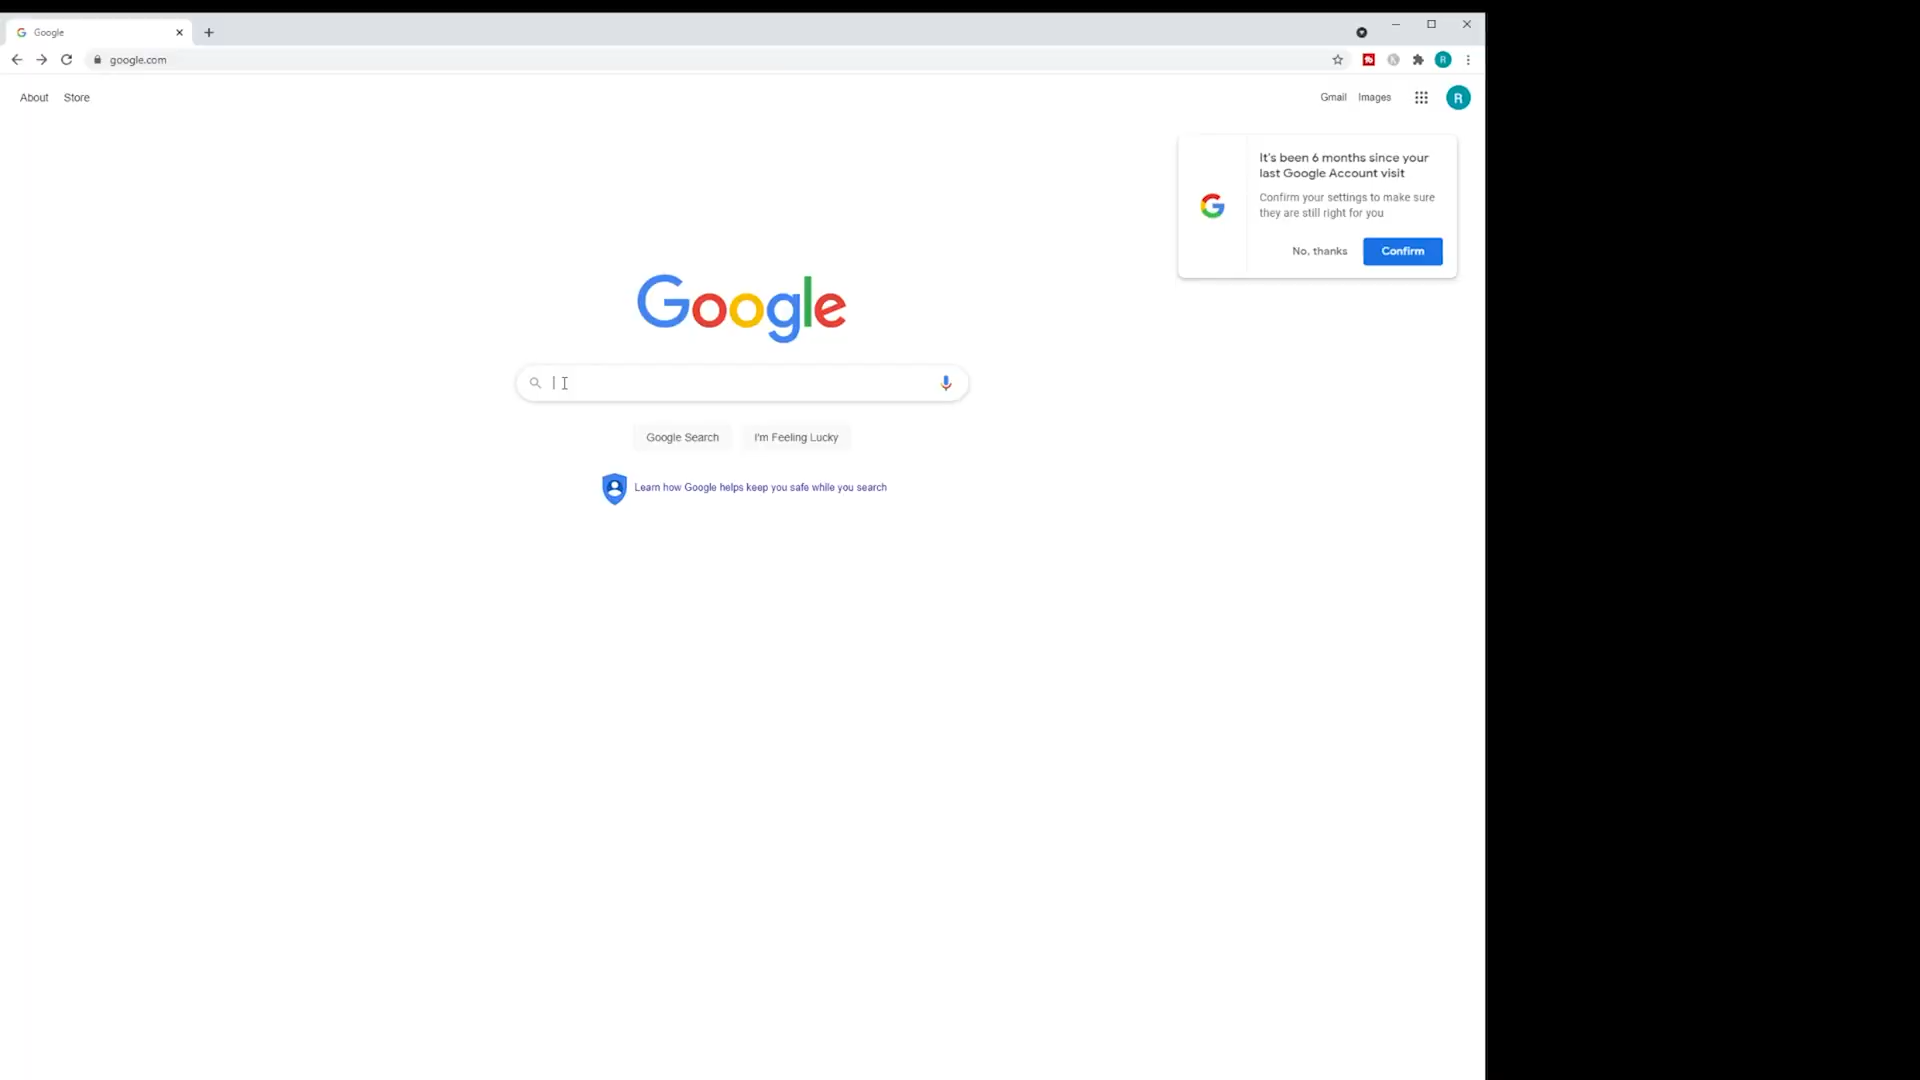 Google
google.com
R
About Store
Gmail Images
R
It's been 6 months since your
last Google Account visit
Confirm your settings to make sure
they are still right for you
No, thanks Confirm
Google
Google Search I'm Feeling Lucky
Learn how Google helps keep you safe while you search